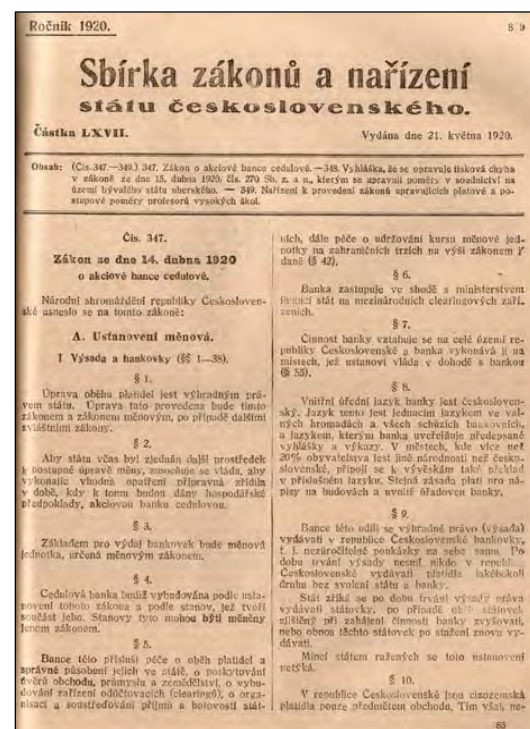 Ročník 1920.
Sbírka zákonů a nařízení
státu československého.
Částka LXVII.
Vydána dne 21. května 1920.
Obsah: (Čís. 347.—349.) 347. Zákon o akciové bance cedulové. — 348. Vyhláška, že se opravuje tisková chyba
v zákoně ze dne 15. dubna 1920, čís. 270 Sb. z. a n., kterým se upravují poměry v soudnictví na
území bývalého státu uherského. — 349. Nařízení k provedení zákonů upravujících platové a po-
stupové poměry profesorů vysokých škol.
Čís. 347.
Zákon ze dne 14. dubna 1920
o akciové bance cedulové.
Národní shromáždění republiky Českosloven-
ské usneslo se na tomto zákoně:
A. Ustanovení měnová.
I. Výsada a bankovky (§§ 1—38).
§ 1.
Úprava oběhu platidel jest výhradným prá-
vem státu. Úprava tato provedena bude tímto
zákonem a zákonem měnovým, po případě dalšími
zvláštními zákony.
§ 2.
Aby státu včas byl zjednán další prostředek
k postupné úpravě měny, zmocňuje se vláda, aby
vykonajíc vhodná opatření přípravná zřídila
v době, kdy k tomu budou dány hospodářské
předpoklady, akciovou banku cedulovou.
§ 3.
Základem pro výdaj bankovek bude měnová
jednotka, určená měnovým zákonem.
§ 4.
Cedulová banka budiž vybudována podle usta-
novení tohoto zákona a podle stanov, jež tvoří
součást jeho. Stanovy tyto mohou býti měněny
jenom zákonem.
§ 5.
Bance této přísluší péče o oběh platidel a
správné působení jejich ve státě, o poskytování
úvěrů obchodu, průmyslu a zemědělství, o vybu-
dování zařízení odúčtovacích (clearingů), o orga-
nisaci a soustřeďování příjmů a hotovostí stát-
ních, dále péče o udržování kursu měnové jed-
notky na zahraničních trzích na výši zákonem
dané (§ 42).
§ 6.
Banka zastupuje ve shodě s ministerstvem
financí stát na mezinárodních clearingových zaří-
zeních.
§ 7.
Činnost banky vztahuje se na celé území re-
publiky Československé a banka vykonává ji na
místech, jež ustanoví vláda v dohodě s bankou
(§ 55).
§ 8.
Vnitřní úřední jazyk banky jest českosloven-
ský. Jazyk tento jest jednacím jazykem ve val-
ných hromadách a všech schůzích bankovních,
a jazykem, kterým banka uveřejňuje předepsané
vyhlášky a výkazy. V městech, kde více než
20% obyvatelstva jest jiné národnosti než česko-
slovenské, připojí se k vývěskám také překlad
v příslušném jazyku. Stejná zásada platí pro ná-
pisy na budovách a uvnitř úřadoven banky.
§ 9.
Bance této udílí se výhradné právo (výsada)
vydávati v republice Československé bankovky,
t. j. nezúročitelné poukázky na sebe samu. Po
dobu trvání výsady nesmí nikdo v republice
Československé vydávati platidla jakéhokoli
druhu bez svolení státu a banky.
Stát zříká se po dobu trvání výsady práva
vydávati státovky, po případě oběh státovek
zjištěný při zahájení činnosti banky zvyšovati,
nebo obnos těchto státovek po stažení znovu vy-
dávati.
Mincí státem ražených se toto ustanovení
netýká.
§ 10.
V republice Československé jsou cizozemská
platidla pouze předmětem obchodu. Tím však ne-
83